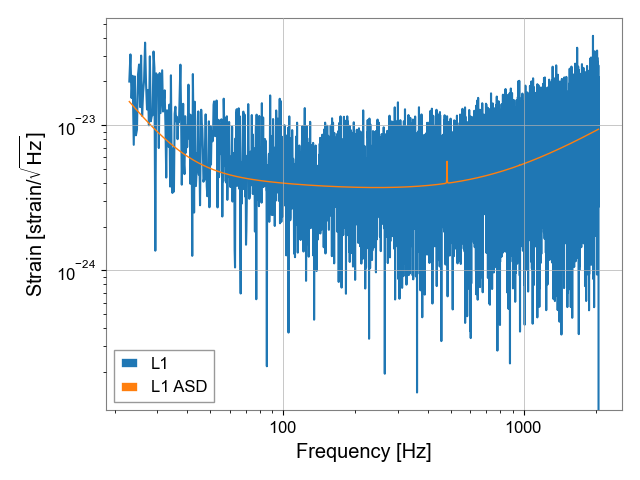 10⁻²³
10⁻²⁴
Strain [strain/√Hz]
L1
L1 ASD
100
1000
Frequency [Hz]